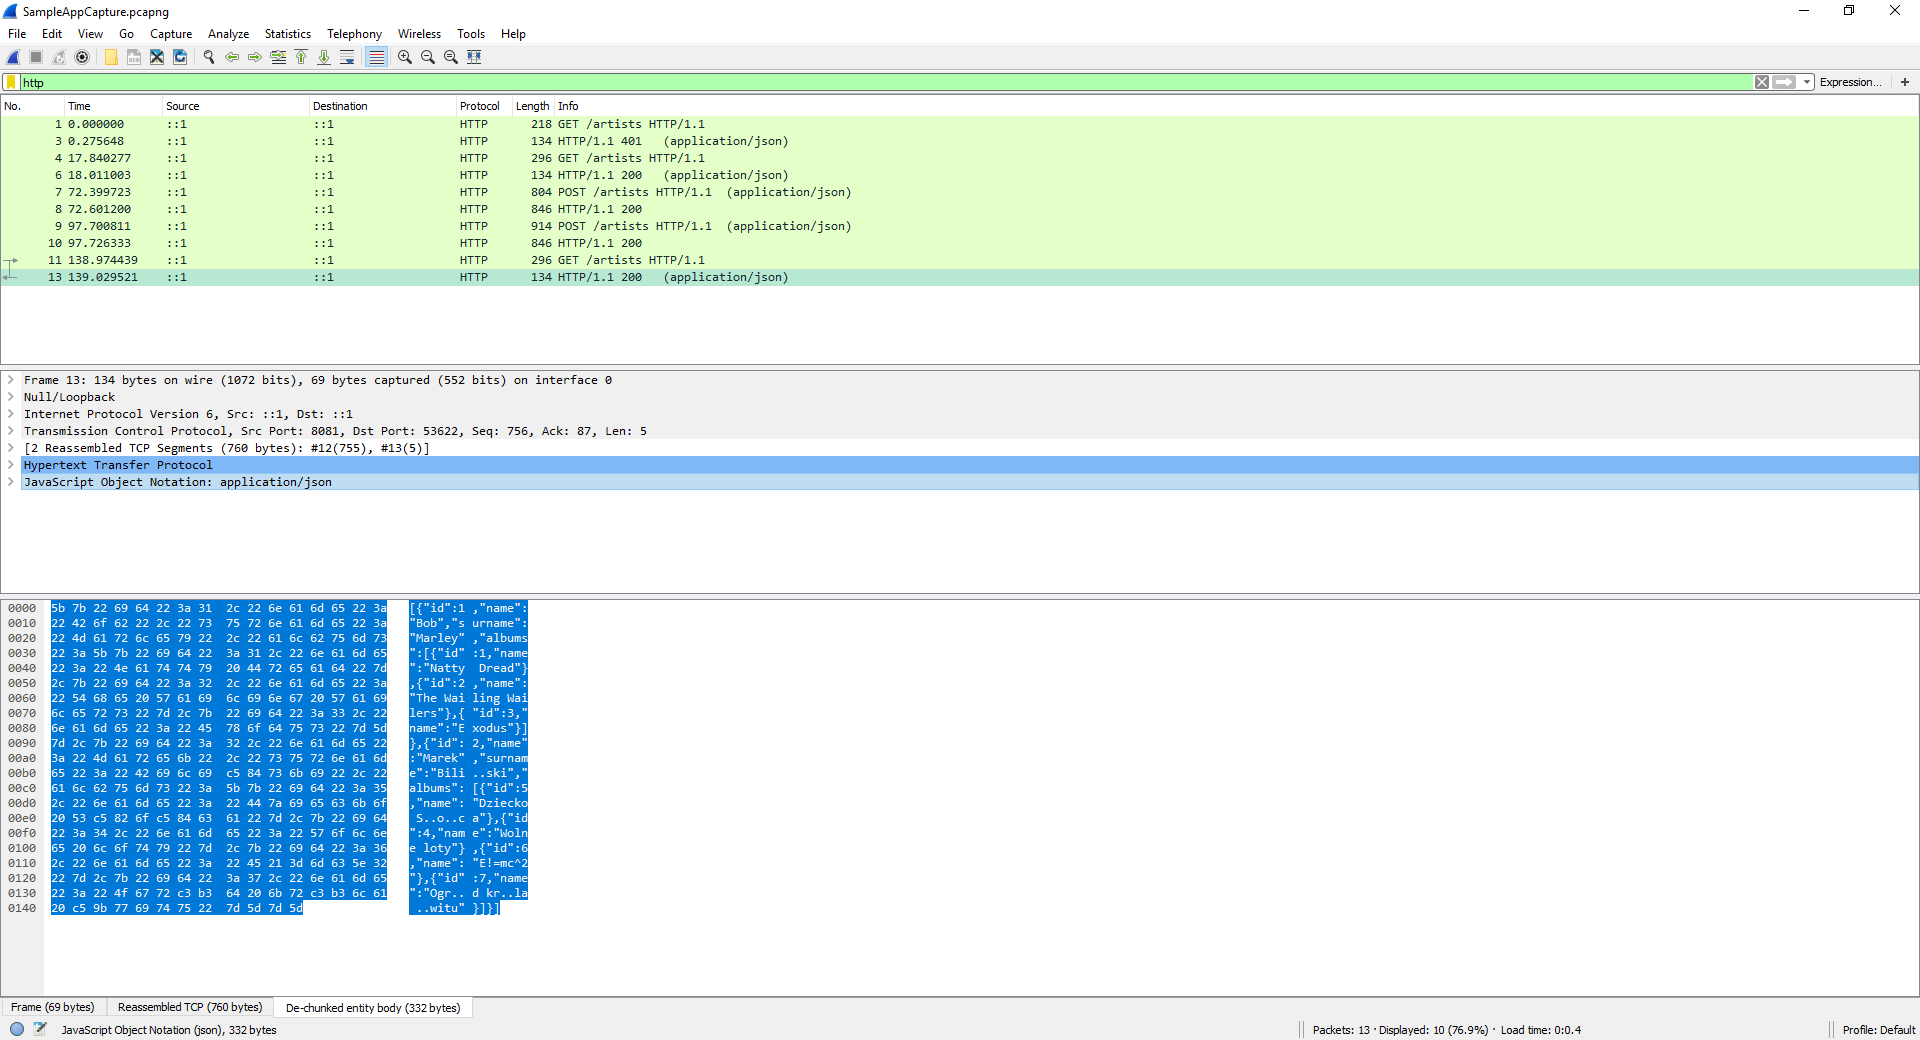 SampleAppCapture.pcapng
File Edit View Go Capture Analyze Statistics Telephony Wireless Tools Help
http Expression... +
No. Time Source Destination Protocol Length Info
1 0.000000 ::1 ::1 HTTP 218 GET /artists HTTP/1.1
3 0.275648 ::1 ::1 HTTP 134 HTTP/1.1 401 (application/json)
4 17.840277 ::1 ::1 HTTP 296 GET /artists HTTP/1.1
6 18.011003 ::1 ::1 HTTP 134 HTTP/1.1 200 (application/json)
7 72.399723 ::1 ::1 HTTP 804 POST /artists HTTP/1.1 (application/json)
8 72.601200 ::1 ::1 HTTP 846 HTTP/1.1 200
9 97.700811 ::1 ::1 HTTP 914 POST /artists HTTP/1.1 (application/json)
10 97.726333 ::1 ::1 HTTP 846 HTTP/1.1 200
11 138.974439 ::1 ::1 HTTP 296 GET /artists HTTP/1.1
13 139.029521 ::1 ::1 HTTP 134 HTTP/1.1 200 (application/json)
Frame 13: 134 bytes on wire (1072 bits), 69 bytes captured (552 bits) on interface 0
Null/Loopback
Internet Protocol Version 6, Src: ::1, Dst: ::1
Transmission Control Protocol, Src Port: 8081, Dst Port: 53622, Seq: 756, Ack: 87, Len: 5
[2 Reassembled TCP Segments (760 bytes): #12(755), #13(5)]
Hypertext Transfer Protocol
JavaScript Object Notation: application/json
0000 5b 7b 22 69 64 22 3a 31 2c 22 6e 61 6d 65 22 3a [{"id":1 ,"name":
0010 22 42 6f 62 22 2c 22 73 75 72 6e 61 6d 65 22 3a "Bob","s urname":
0020 22 4d 61 72 6c 65 79 22 2c 22 61 6c 62 75 6d 73 "Marley" ,"albums
0030 22 3a 5b 7b 22 69 64 22 3a 31 2c 22 6e 61 6d 65 ":[{"id" :1,"name
0040 22 3a 22 4e 61 74 74 79 20 44 72 65 61 64 22 7d ":"Natty Dread"}
0050 2c 7b 22 69 64 22 3a 32 2c 22 6e 61 6d 65 22 3a ,{"id":2 ,"name":
0060 22 54 68 65 20 57 61 69 6c 69 6e 67 20 57 61 69 "The Wai ling Wai
0070 6c 65 72 73 22 7d 2c 7b 22 69 64 22 3a 33 2c 22 lers"},{ "id":3,"
0080 6e 61 6d 65 22 3a 22 45 78 6f 64 75 73 22 7d 5d name":"E xodus"}]
0090 7d 2c 7b 22 69 64 22 3a 32 2c 22 6e 61 6d 65 22 },{"id": 2,"name"
00a0 3a 22 4d 61 72 65 6b 22 2c 22 73 75 72 6e 61 6d :"Marek" ,"surnam
00b0 65 22 3a 22 42 69 6c 69 c5 84 73 6b 69 22 2c 22 e":"Bili ..ski","
00c0 61 6c 62 75 6d 73 22 3a 5b 7b 22 69 64 22 3a 35 albums": [{"id":5
00d0 2c 22 6e 61 6d 65 22 3a 22 44 7a 69 65 63 6b 6f ,"name": "Dziecko
00e0 20 53 c5 82 6f c5 84 63 61 22 7d 2c 7b 22 69 64 S..o..c a"},{"id
00f0 22 3a 34 2c 22 6e 61 6d 65 22 3a 22 57 6f 6c 6e ":4,"nam e":"Woln
0100 65 20 6c 6f 74 79 22 7d 2c 7b 22 69 64 22 3a 36 e loty"} ,{"id":6
0110 2c 22 6e 61 6d 65 22 3a 22 45 21 3d 6d 63 5e 32 ,"name": "E!=mc^2
0120 22 7d 2c 7b 22 69 64 22 3a 37 2c 22 6e 61 6d 65 "},{"id" :7,"name
0130 22 3a 22 4f 67 72 c3 b3 64 20 6b 72 c3 b3 6c 61 ":"Ogr.. d kr..la
0140 20 c5 9b 77 69 74 75 22 7d 5d 7d 5d ..witu" }]}]
Frame (69 bytes) Reassembled TCP (760 bytes) De-chunked entity body (332 bytes)
JavaScript Object Notation (json), 332 bytes Packets: 13 · Displayed: 10 (76.9%) · Load time: 0:0.4 Profile: Default